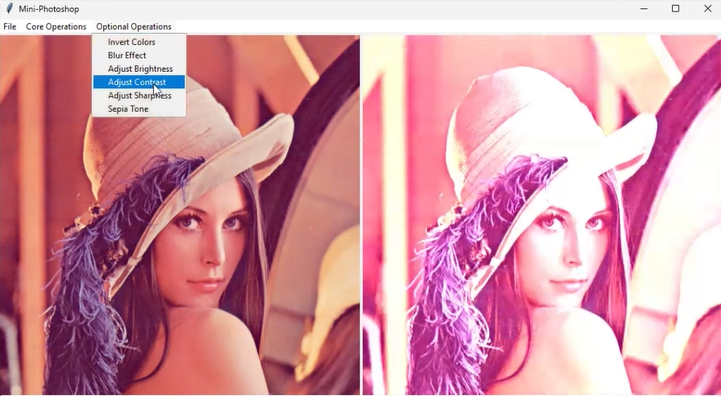 Mini-Photoshop
File Core Operations Optional Operations
Invert Colors
Blur Effect
Adjust Brightness
Adjust Contrast
Adjust Sharpness
Sepia Tone